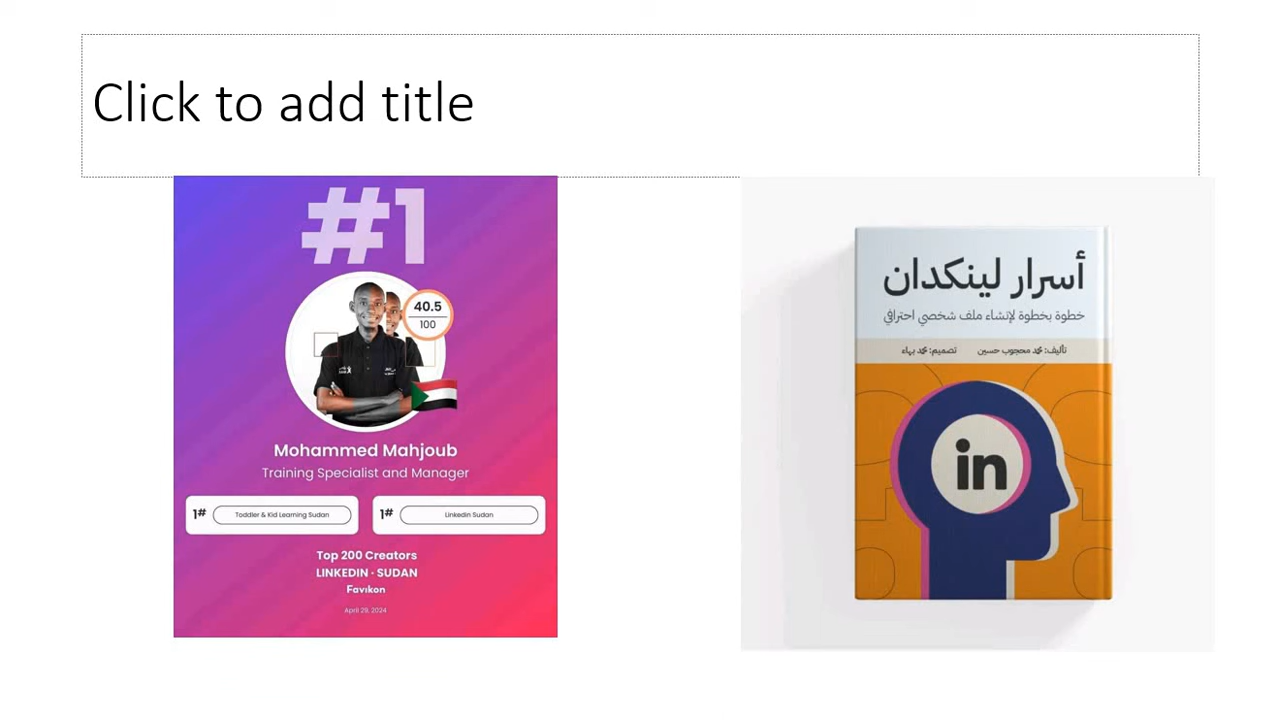 Click to add title
#1
40.5
100
Mohammed Mahjoub
Training Specialist and Manager
1# Toddler & Kid Learning Sudan
1# Linkedin Sudan
Top 200 Creators
LINKEDIN - SUDAN
Favikon
April 29, 2024
أسرار لينكدان
خطوة بخطوة لإنشاء ملف شخصي احترافي
تأليف: محمد محجوب حسين تصميم: محمد بهاء
in